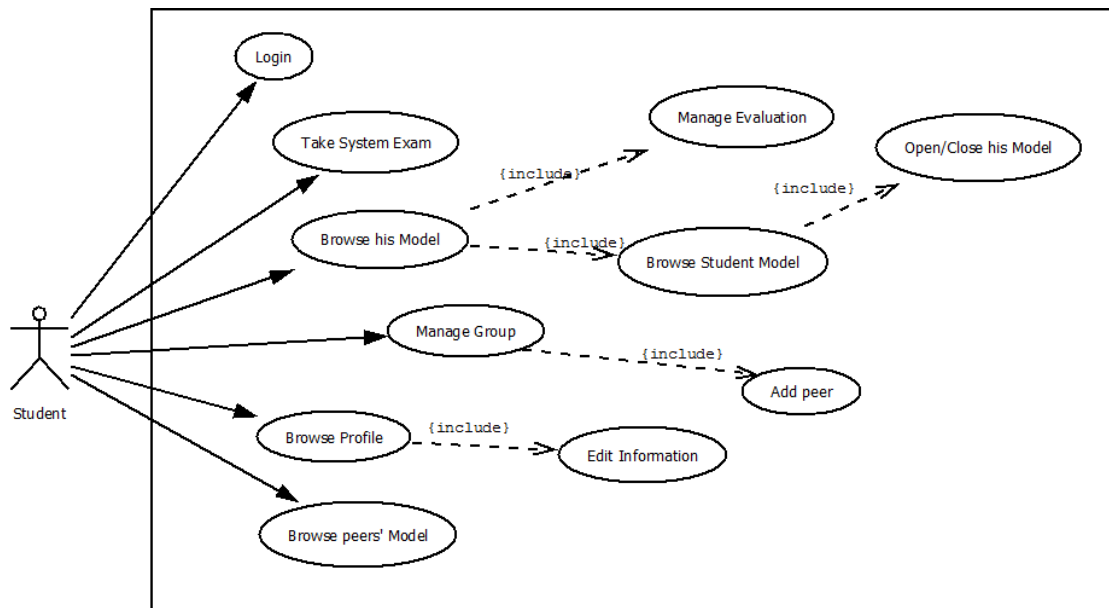 Login
Take System Exam
Manage Evaluation
Open/Close his Model
{include}
{include}
Browse his Model
{include}
Browse Student Model
Manage Group
{include}
Add peer
Student
Browse Profile
{include}
Edit Information
Browse peers' Model